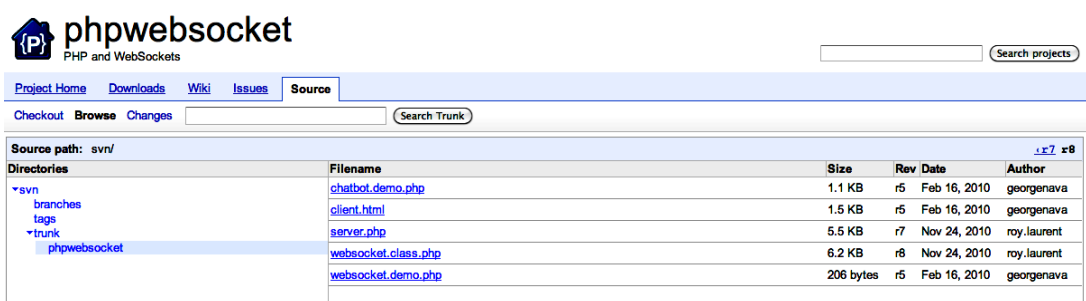 {P}
phpwebsocket
PHP and WebSockets
Search projects
Project Home Downloads Wiki Issues Source
Checkout Browse Changes Search Trunk
Source path: svn/ ‹r7 r8
Directories Filename Size Rev Date Author
svn chatbot.demo.php 1.1 KB r5 Feb 16, 2010 georgenava
branches client.html 1.5 KB r5 Feb 16, 2010 georgenava
tags server.php 5.5 KB r7 Nov 24, 2010 roy.laurent
trunk websocket.class.php 6.2 KB r8 Nov 24, 2010 roy.laurent
phpwebsocket websocket.demo.php 206 bytes r5 Feb 16, 2010 georgenava